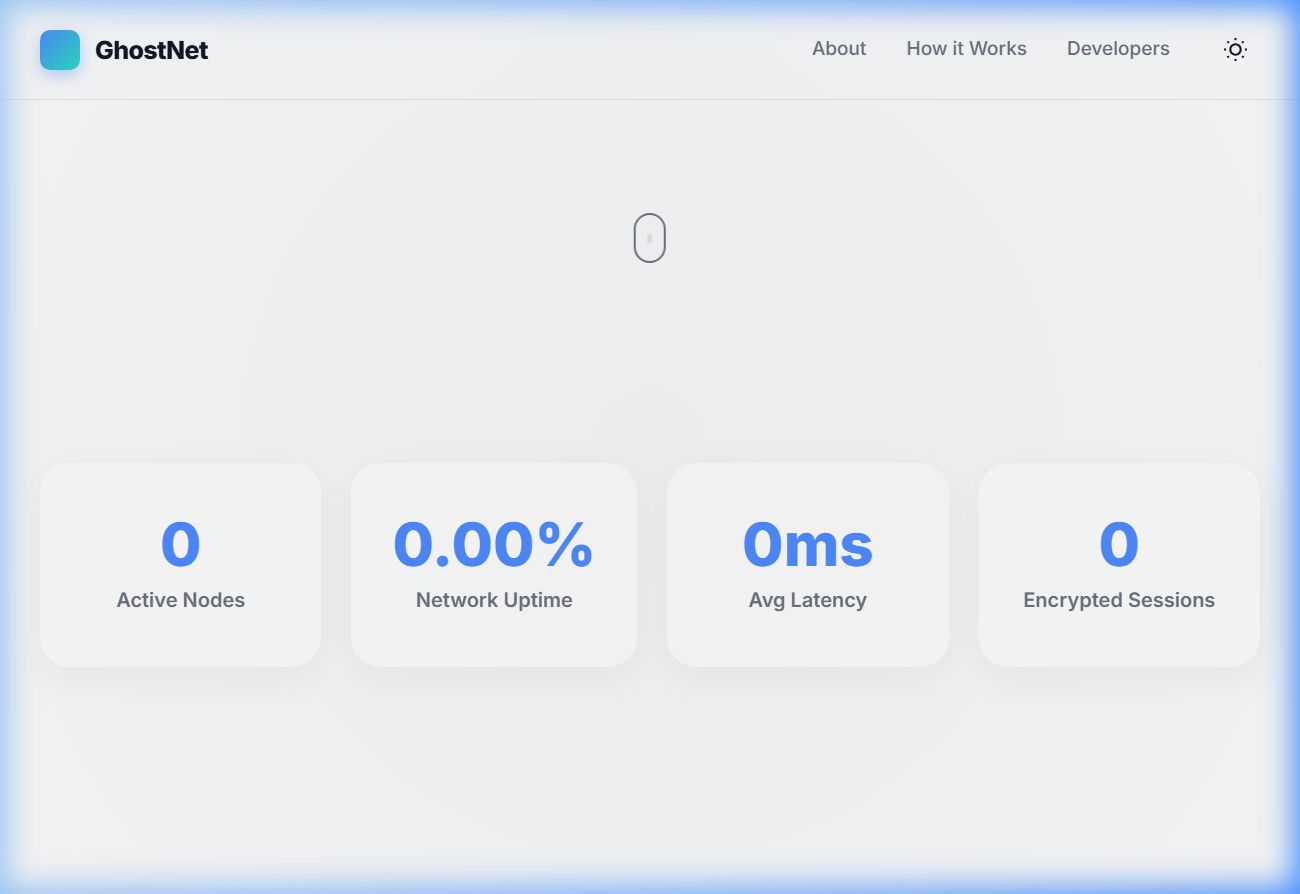 GhostNet
About How it Works Developers
0 0.00% 0ms 0
Active Nodes Network Uptime Avg Latency Encrypted Sessions